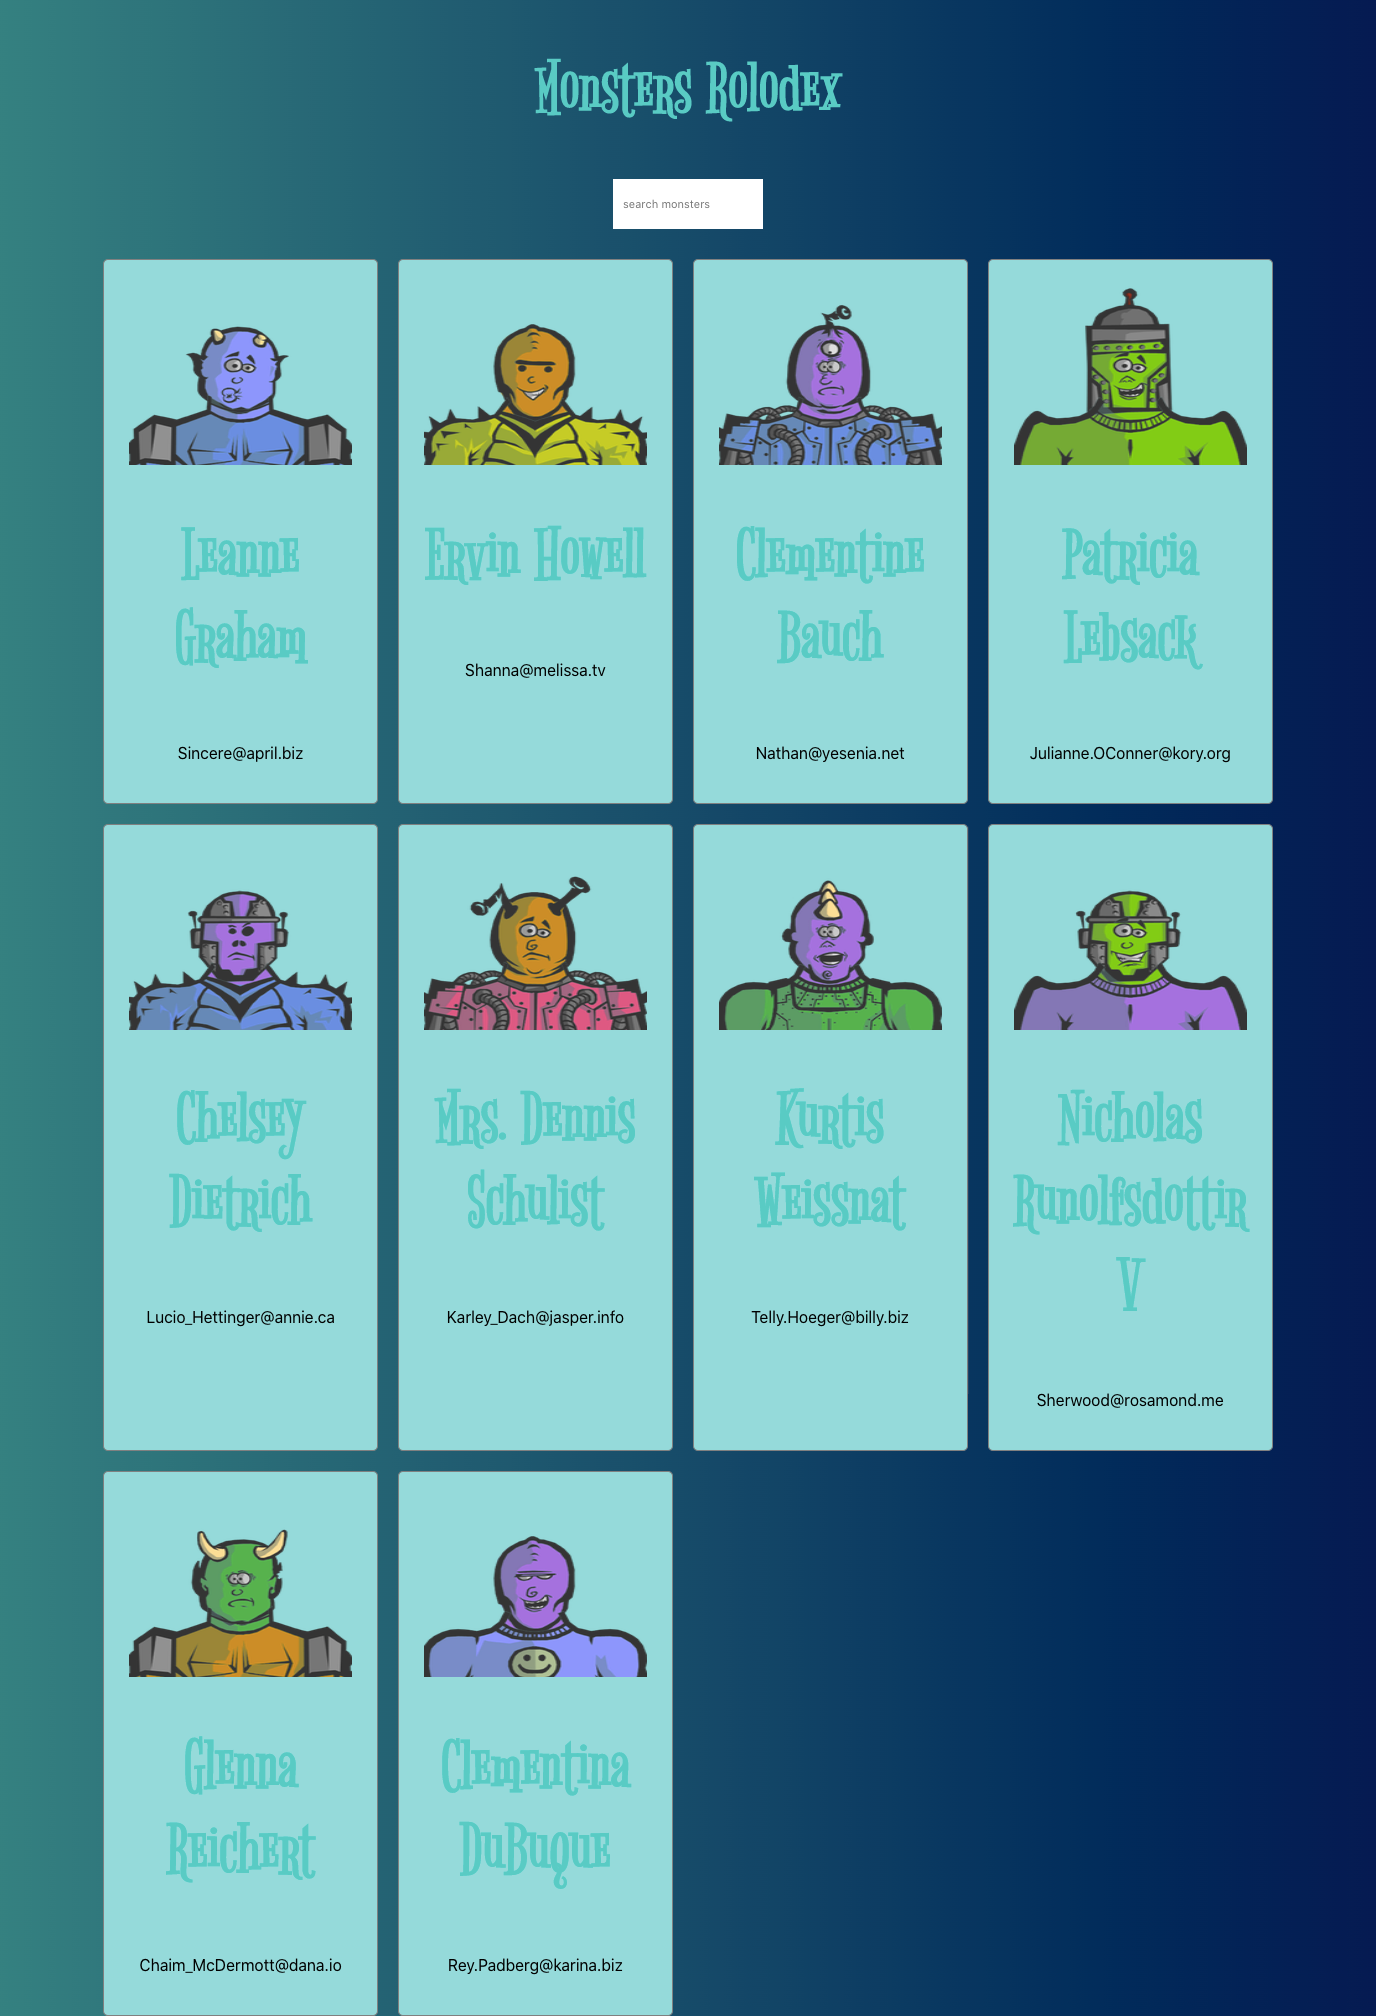 Monsters Rolodex
search monsters
Leanne
Graham
Sincere@april.biz
Ervin Howell
Shanna@melissa.tv
Clementine
Bauch
Nathan@yesenia.net
Patricia
Lebsack
Julianne.OConner@kory.org
Chelsey
Dietrich
Lucio_Hettinger@annie.ca
Mrs. Dennis
Schulist
Karley_Dach@jasper.info
Kurtis
Weissnat
Telly.Hoeger@billy.biz
Nicholas
Runolfsdottir
V
Sherwood@rosamond.me
Glenna
Reichert
Chaim_McDermott@dana.io
Clementina
DuBuque
Rey.Padberg@karina.biz